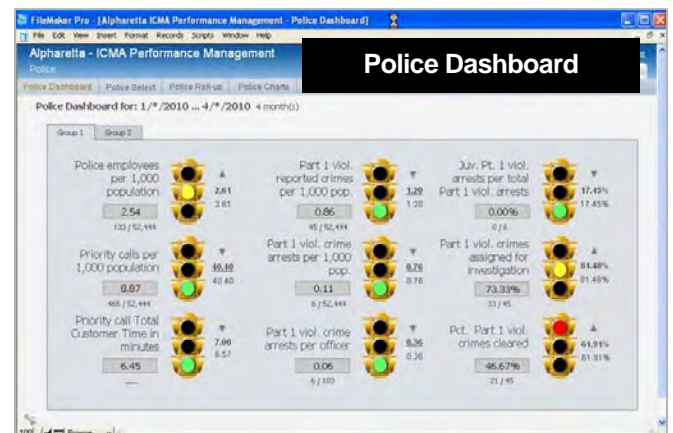 FileMaker Pro - [Alpharetta ICMA Performance Management - Police Dashboard]
File Edit View Insert Format Records Scripts Window Help
Alpharetta - ICMA Performance Management
Police
Police Dashboard
Police Dashboard Police Select Police Roll-up Police Charts
Police Dashboard for: 1/*/2010 ... 4/*/2010 4 month(s)
Group 1 Group 2
Police employees
per 1,000
population
2.54
133 / 52,444
2.61
2.61
Part 1 viol.
reported crimes
per 1,000 pop.
0.86
45 / 52,444
1.20
1.20
Juv. Pt. 1 viol.
arrests per total
Part 1 viol. arrests
0.00%
0 / 6
17.45%
17.45%
Priority calls per
1,000 population
8.87
465 / 52,444
40.40
40.40
Part 1 viol. crime
arrests per 1,000
pop.
0.11
6 / 52,444
0.76
0.76
Part 1 viol. crimes
assigned for
investigation
73.33%
33 / 45
81.48%
81.48%
Priority call Total
Customer Time in
minutes
6.45
7.00
6.57
Part 1 viol. crime
arrests per officer
0.06
6 / 103
0.36
0.36
Pct. Part 1 viol.
crimes cleared
46.67%
21 / 45
61.91%
100